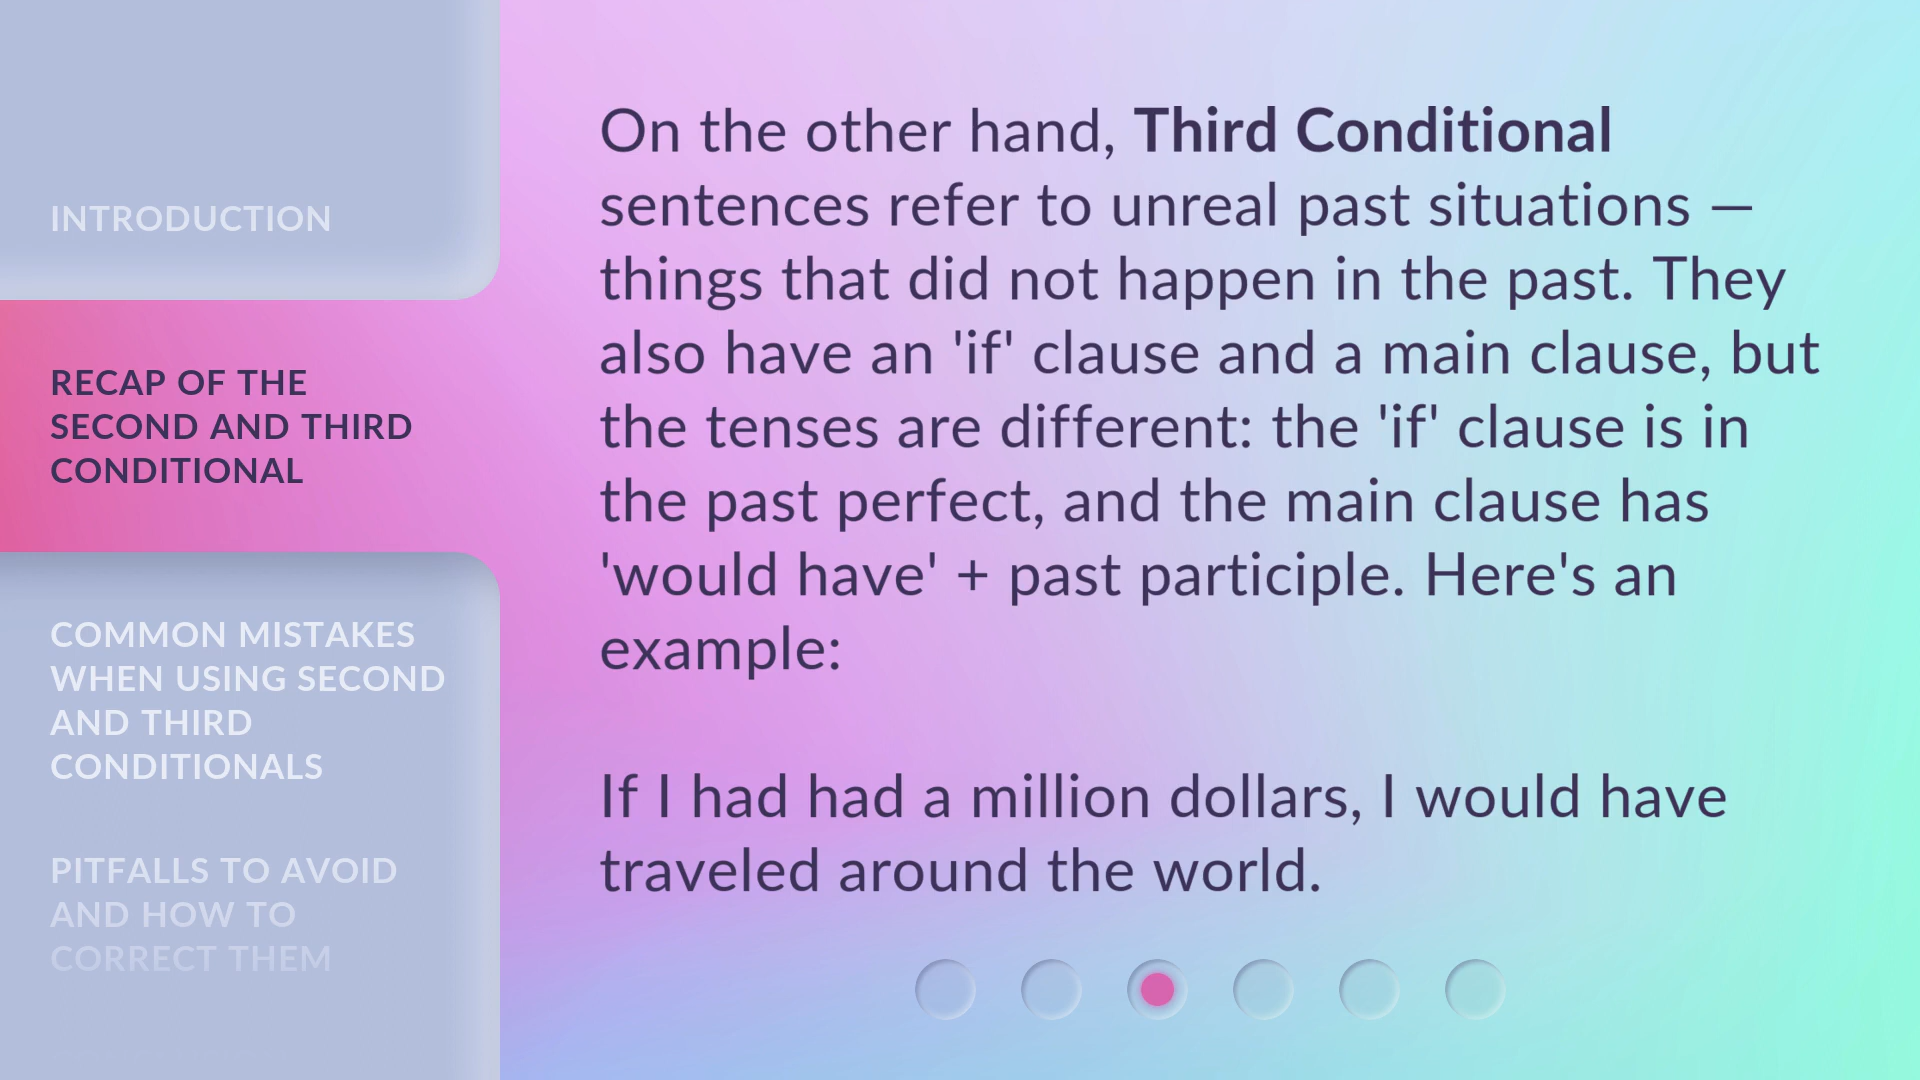 INTRODUCTION
RECAP OF THE
SECOND AND THIRD
CONDITIONAL
COMMON MISTAKES
WHEN USING SECOND
AND THIRD
CONDITIONALS
PITFALLS TO AVOID
AND HOW TO
CORRECT THEM
On the other hand, Third Conditional
sentences refer to unreal past situations —
things that did not happen in the past. They
also have an 'if' clause and a main clause, but
the tenses are different: the 'if' clause is in
the past perfect, and the main clause has
'would have' + past participle. Here's an
example:
If I had had a million dollars, I would have
traveled around the world.